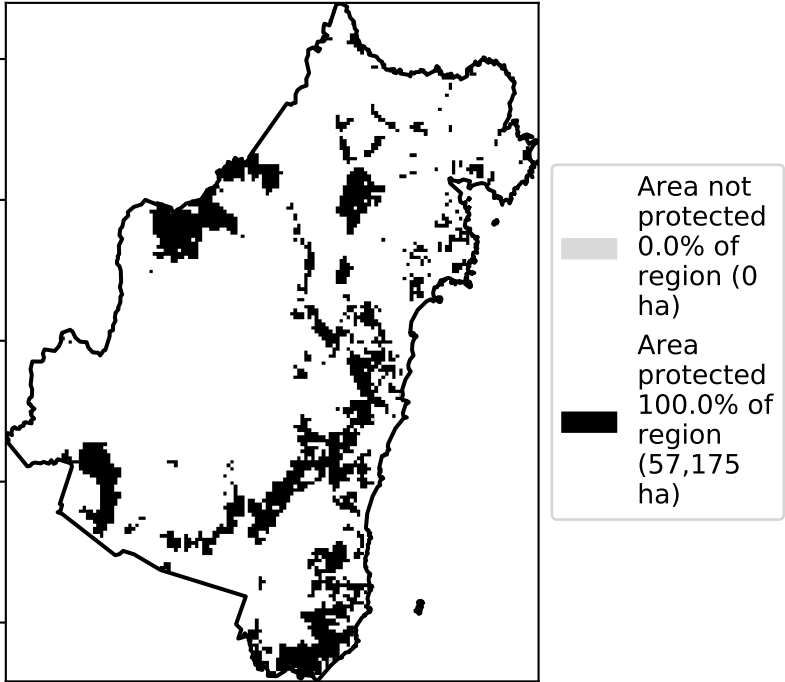 Area not
protected
0.0% of
region (0
ha)
Area
protected
100.0% of
region
(57,175
ha)